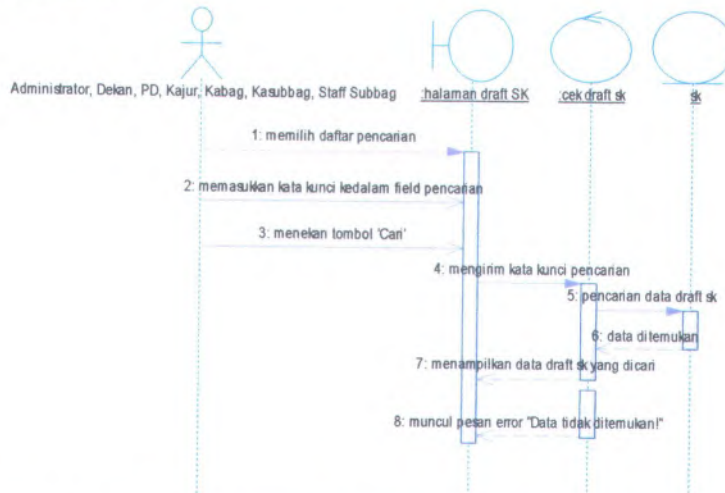 Administrator, Dekan, PD, Kajur, Kabag, Kasubbag, Staff Subbag
:halaman draft SK
:cek draft sk
sk
1: memilih daftar pencarian
2: memasukkan kata kunci kedalam field pencarian
3: menekan tombol 'Cari'
4: mengirim kata kunci pencarian
5: pencarian data draft sk
6: data ditemukan
7: menampilkan data draft sk yang dicari
8: muncul pesan error "Data tidak ditemukan!"